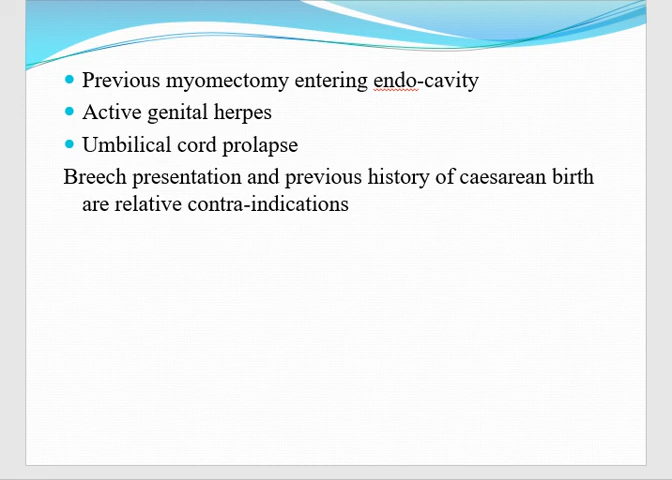 Previous myomectomy entering endo-cavity
Active genital herpes
Umbilical cord prolapse
Breech presentation and previous history of caesarean birth
are relative contra-indications